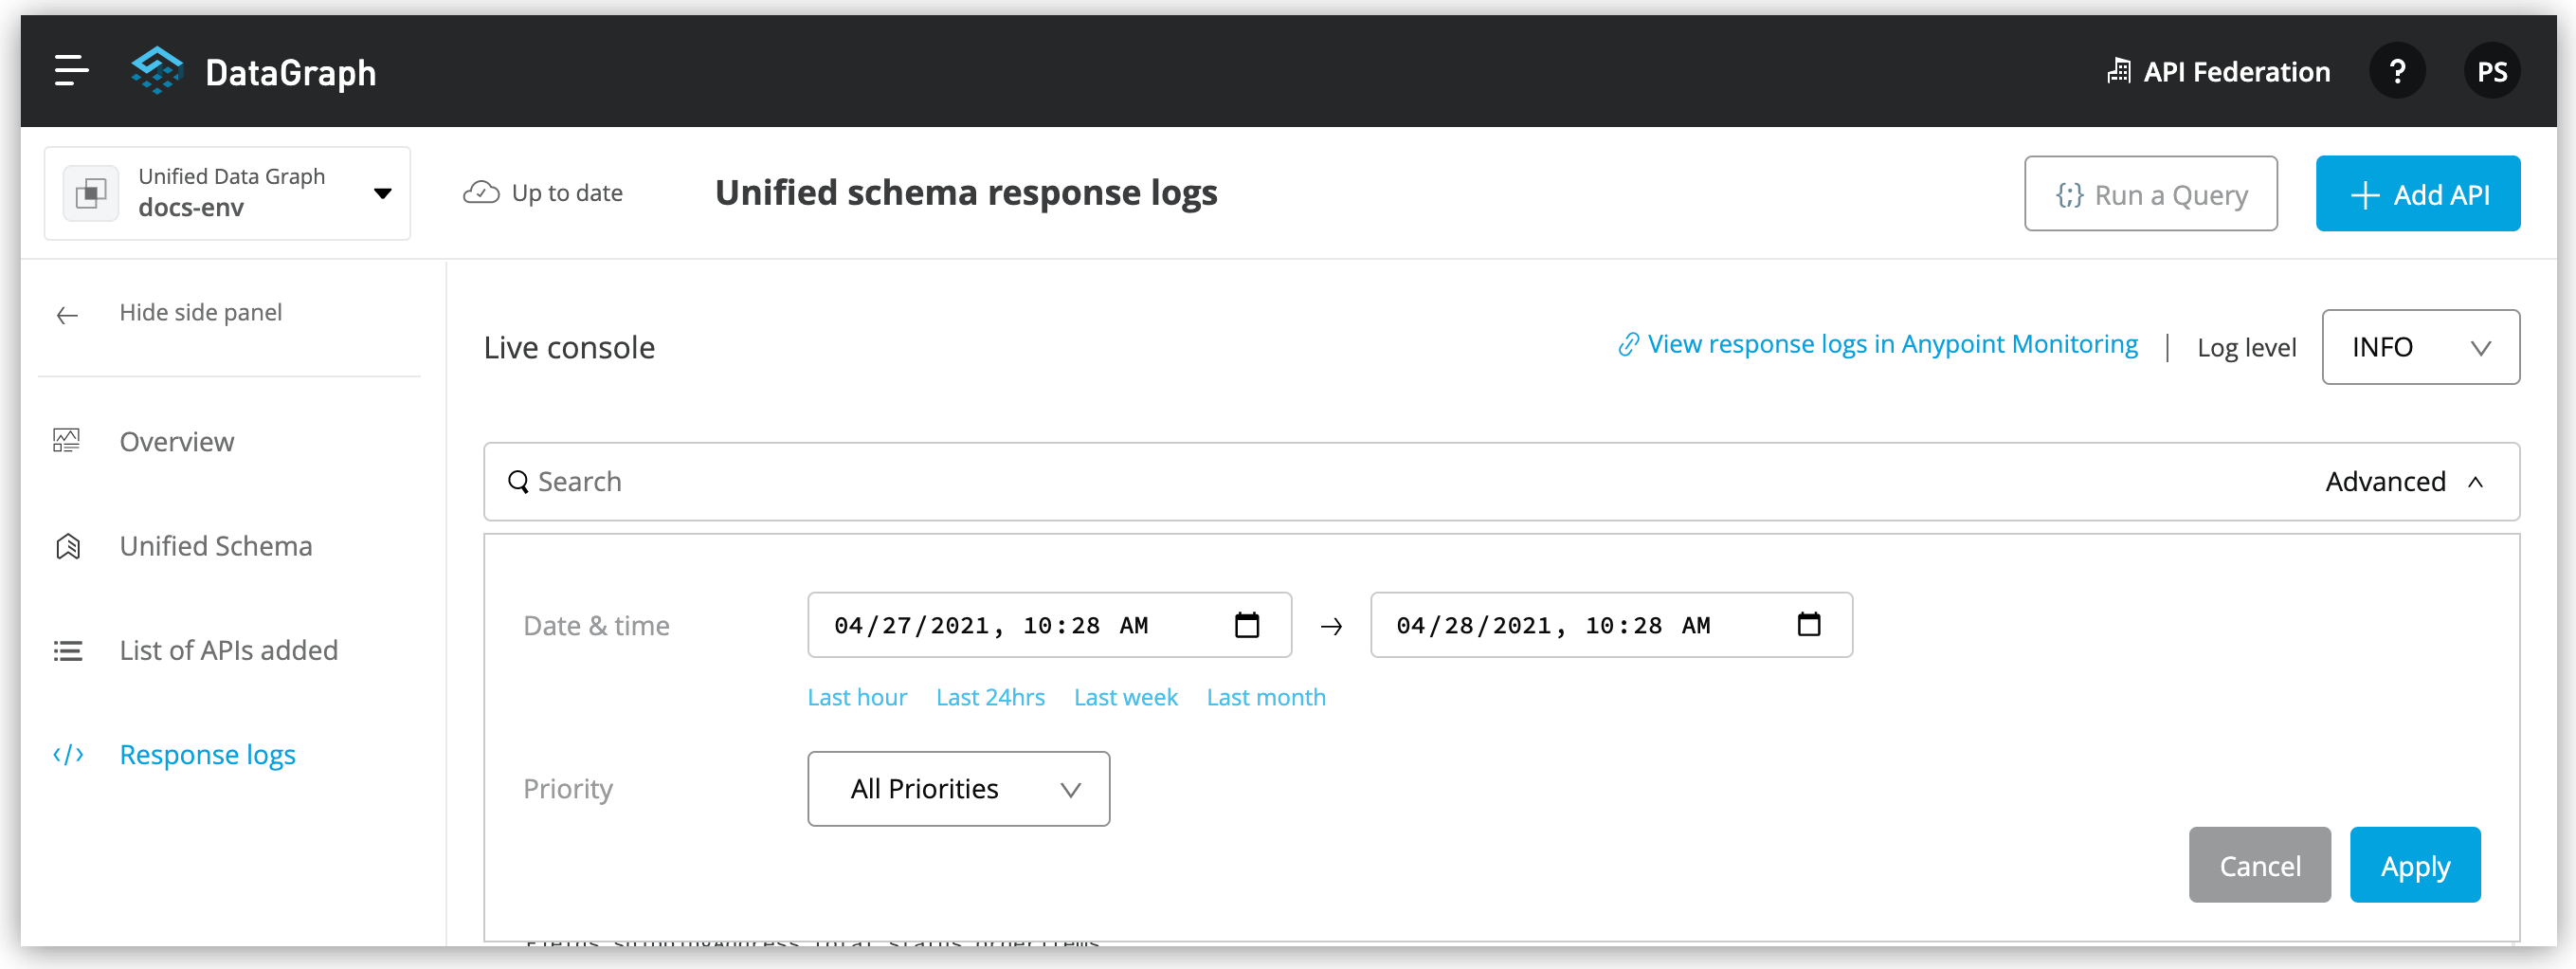 DataGraph
API Federation
?
PS
Unified Data Graph
docs-env
Up to date
Unified schema response logs
{;} Run a Query
+ Add API
Hide side panel
Overview
Unified Schema
List of APIs added
</> Response logs
Live console
View response logs in Anypoint Monitoring | Log level
INFO
Search
Advanced
Date & time
04/27/2021, 10:28 AM → 04/28/2021, 10:28 AM
Last hour Last 24hrs Last week Last month
Priority
All Priorities
Cancel
Apply